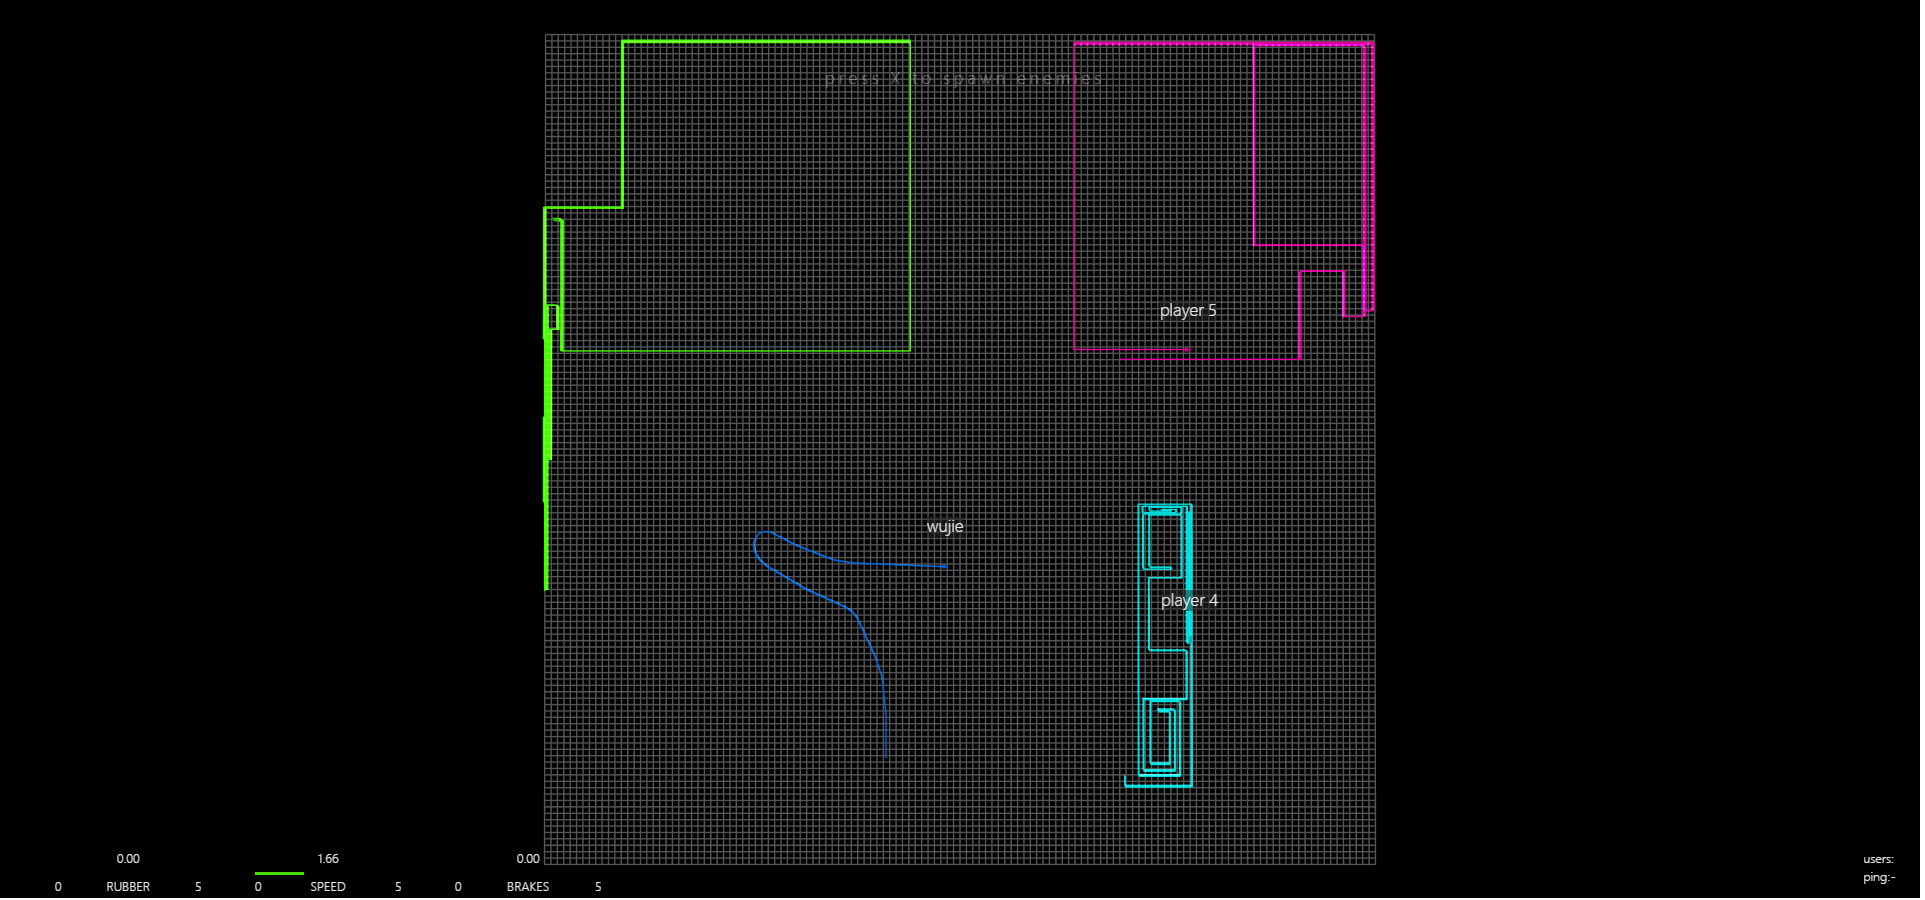 press X to spawn enemies
player 5
wujie
player 4
0.00 1.66 0.00
0 RUBBER 5 0 SPEED 5 0 BRAKES 5
users:
ping:-